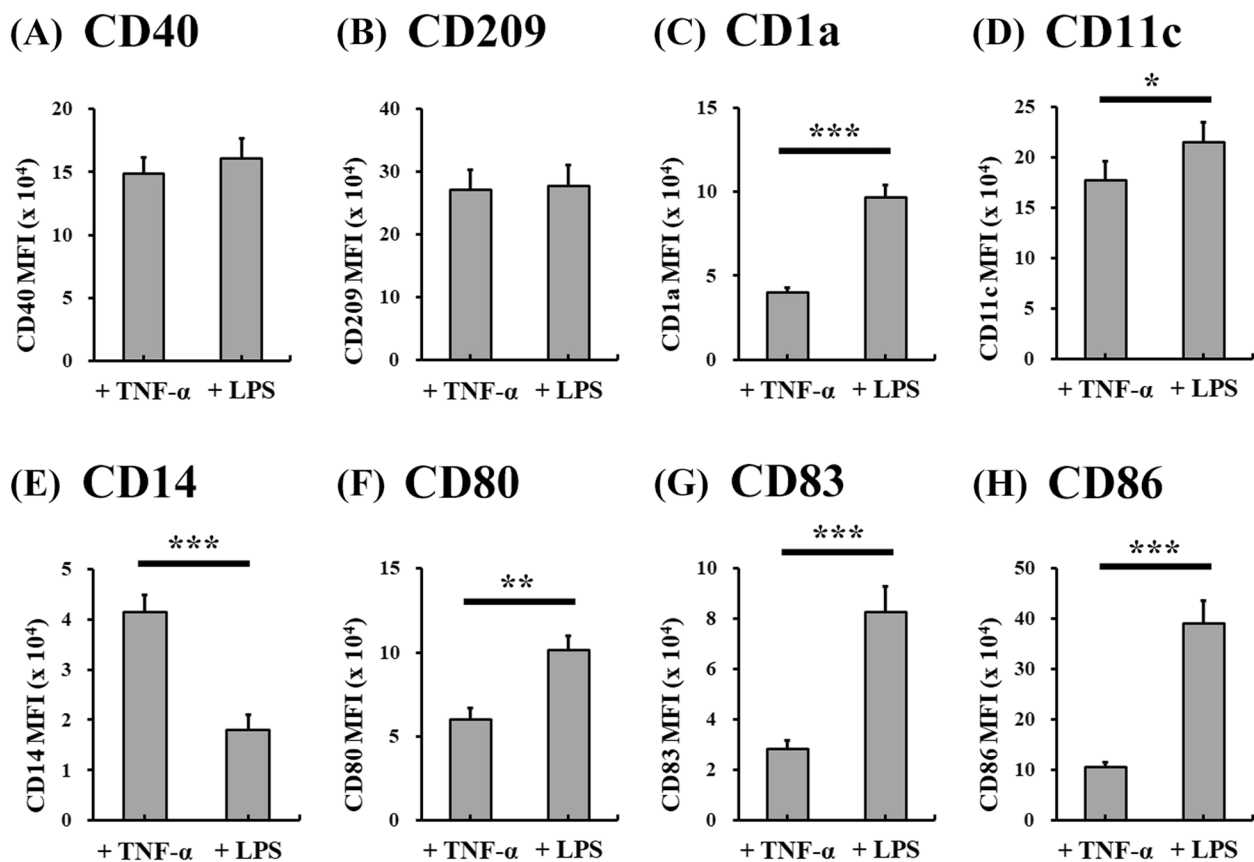 (A) CD40
CD40 MFI (x 10⁴)
20
15
10
5
0
+ TNF-α + LPS
(B) CD209
CD209 MFI (x 10⁴)
40
30
20
10
0
+ TNF-α + LPS
(C) CD1a
CD1a MFI (x 10⁴)
15
10
5
0
***
+ TNF-α + LPS
(D) CD11c
CD11c MFI (x 10⁴)
25
20
15
10
5
0
*
+ TNF-α + LPS
(E) CD14
CD14 MFI (x 10⁴)
5
4
3
2
1
0
***
+ TNF-α + LPS
(F) CD80
CD80 MFI (x 10⁴)
15
10
5
0
**
+ TNF-α + LPS
(G) CD83
CD83 MFI (x 10⁴)
10
8
6
4
2
0
***
+ TNF-α + LPS
(H) CD86
CD86 MFI (x 10⁴)
50
40
30
20
10
0
***
+ TNF-α + LPS